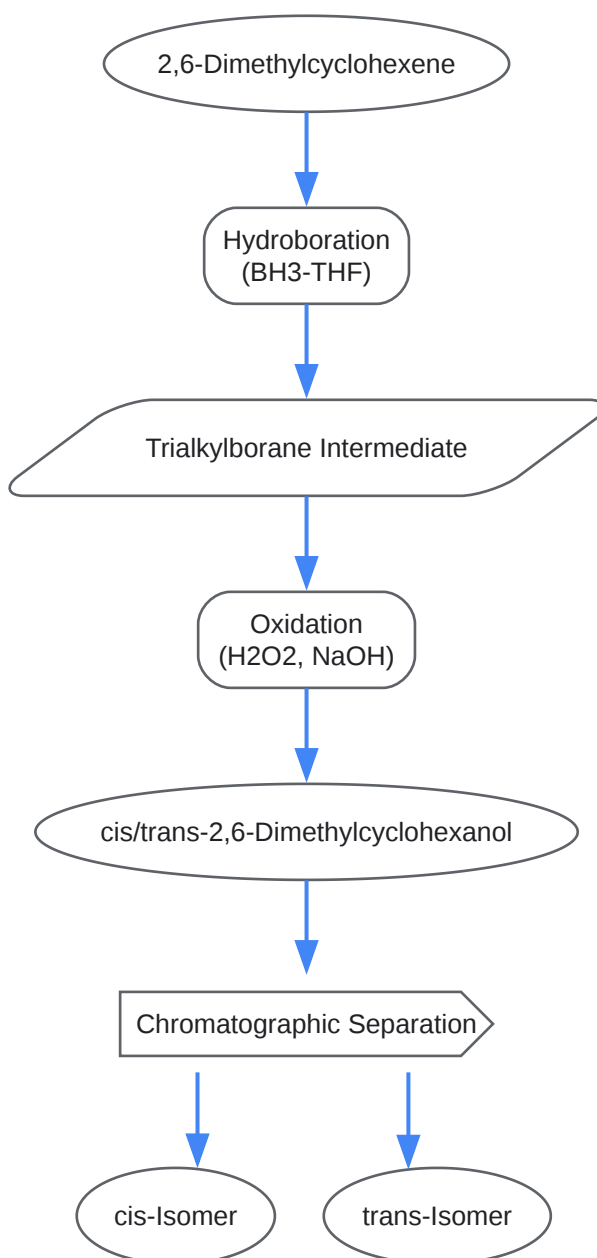 2,6-Dimethylcyclohexene
Hydroboration
(BH3-THF)
Trialkylborane Intermediate
Oxidation
(H2O2, NaOH)
cis/trans-2,6-Dimethylcyclohexanol
Chromatographic Separation
cis-Isomer
trans-Isomer